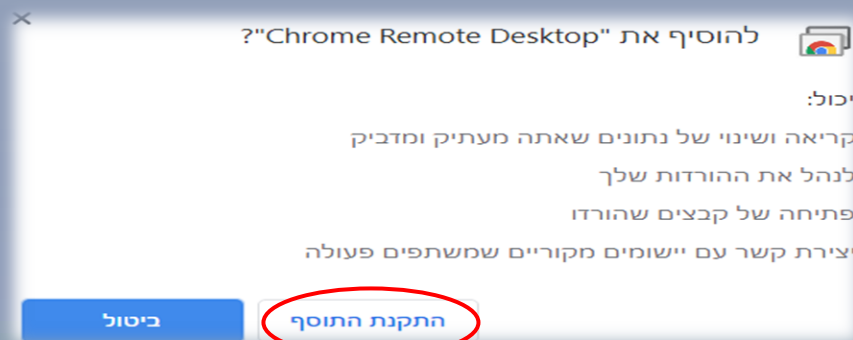 להוסיף את "Chrome Remote Desktop"?
יכול:
קריאה ושינוי של נתונים שאתה מעתיק ומדביק
לנהל את ההורדות שלך
פתיחה של קבצים שהורדו
יצירת קשר עם יישומים מקוריים שמשתפים פעולה
התקנת התוסף
ביטול